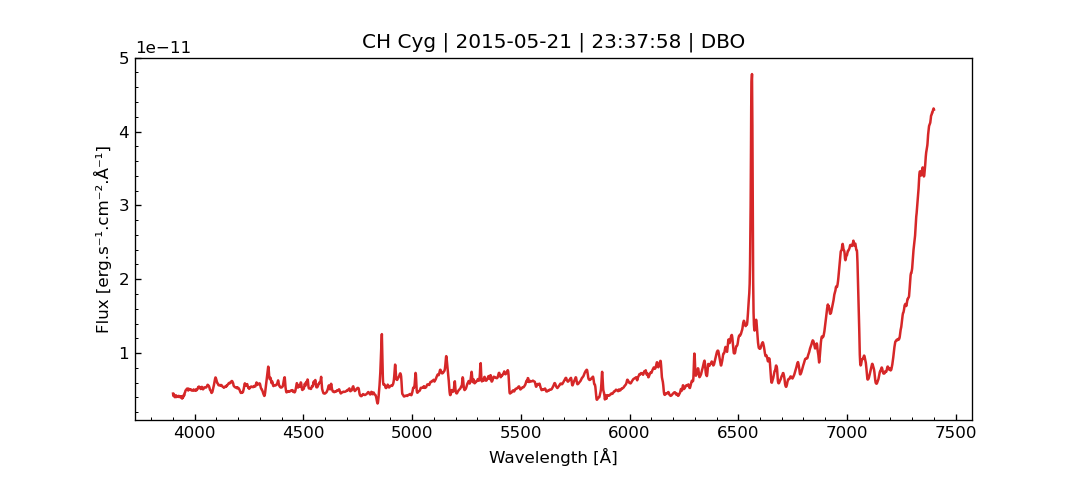 CH Cyg | 2015-05-21 | 23:37:58 | DBO
1e−11
5
4
3
2
1
Flux [erg.s⁻¹.cm⁻².Å⁻¹]
4000 4500 5000 5500 6000 6500 7000 7500
Wavelength [Å]